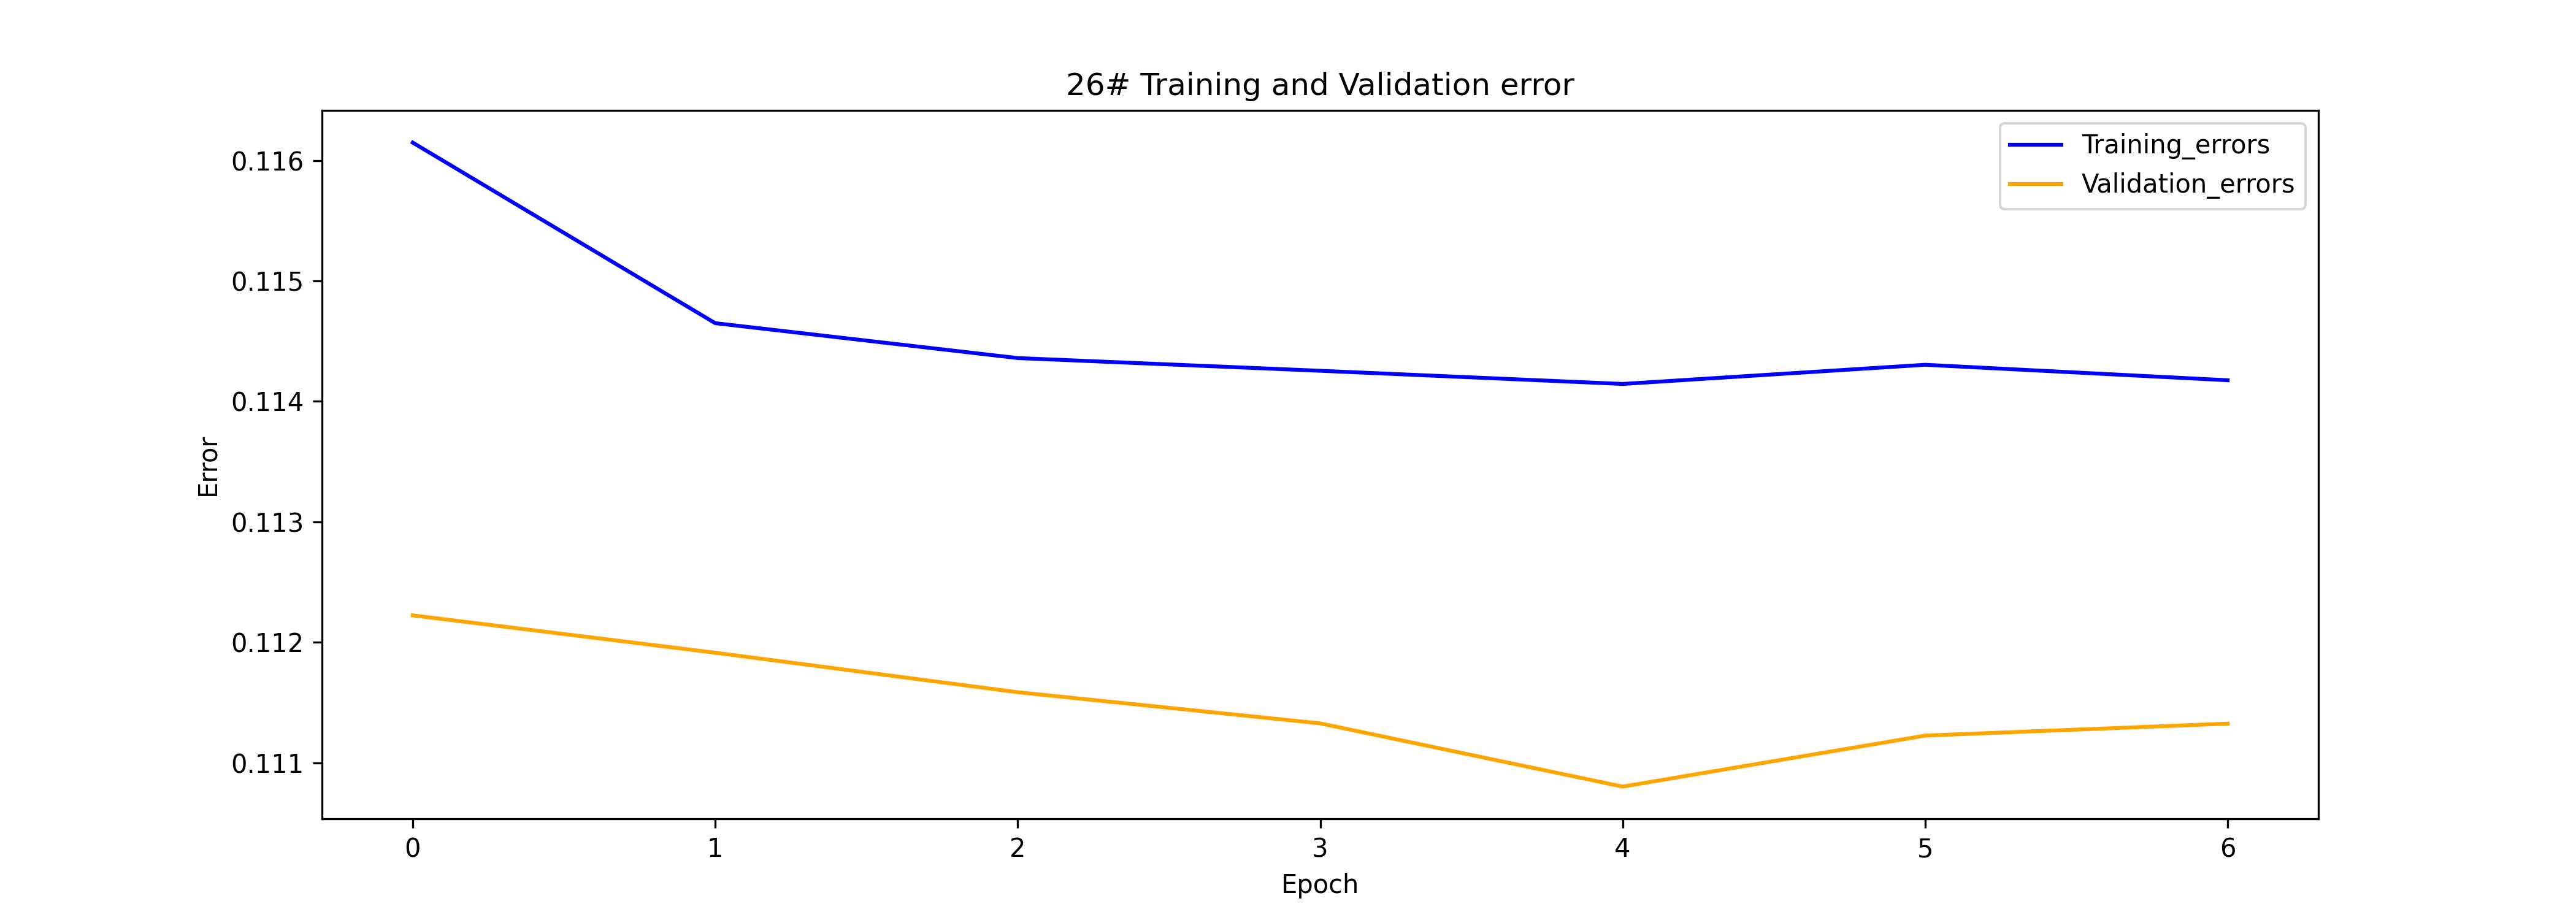 26# Training and Validation error
Training_errors
Validation_errors
0.116
0.115
0.114
0.113
0.112
0.111
Error
0 1 2 3 4 5 6
Epoch